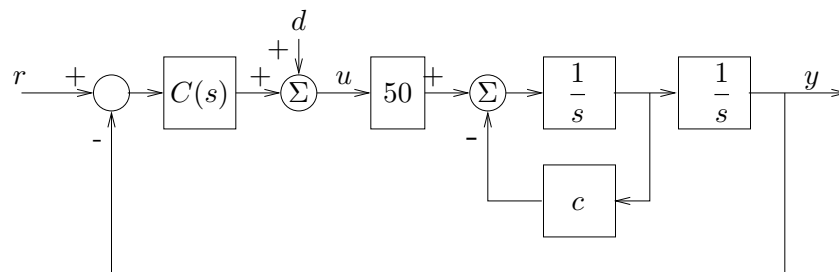 d
r + C(s) + + Σ u 50 + Σ 1/s 1/s y
-
-
c